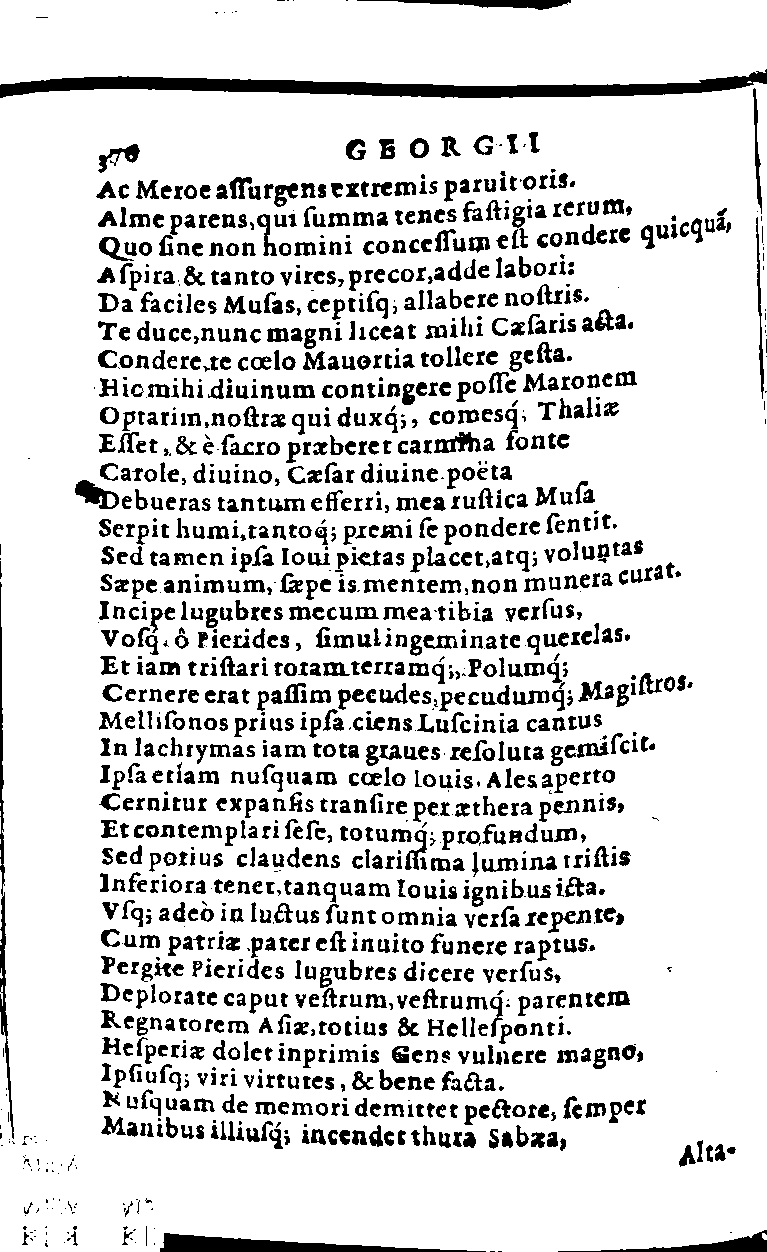 376 GEORGII
Ac Meroe aſſurgens extremis paruit oris.
Alme parens, qui ſumma tenes faſtigia rerum,
Quo ſine non homini conceſſum eſt condere quicquã,
Aſpira & tanto vires, precor, adde labori:
Da faciles Muſas, ceptiſq; allabere noſtris.
Te duce, nunc magni liceat mihi Cæſaris acta.
Condere, te cœlo Mauortia tollere geſta.
Hic mihi diuinum contingere poſſe Maronem
Optarim, noſtræ qui duxq́;, comesq́; Thaliæ
Eſſet, & è ſacro præberet carmina fonte
Carole, diuino, Cæſar diuine poëta
Debueras tantum efferri, mea ruſtica Muſa
Serpit humi, tantoq́; premi ſe pondere ſentit.
Sed tamen ipſa Ioui pietas placet, atq; voluntas
Sæpe animum, ſæpe is mentem, non munera curat.
Incipe lugubres mecum mea tibia verſus,
Voſq́. ô Pierides, ſimul ingeminate querelas.
Et iam triſtari totam terramq́;, Polumq́;
Cernere erat paſſim pecudes, pecudumq́; Magiſtros.
Melliſonos prius ipſa ciens Luſcinia cantus
In lachrymas iam tota graues reſoluta gemiſcit.
Ipſa etiam nuſquam cœlo Iouis. Ales aperto
Cernitur expanſis tranſire per æthera pennis,
Et contemplari ſeſe, totumq́; profundum,
Sed potius claudens clariſſima lumina triſtis
Inferiora tenet, tanquam Iouis ignibus icta.
Vſq; adeò in luctus ſunt omnia verſa repente,
Cum patriæ pater eſt inuito funere raptus.
Pergite Pierides lugubres dicere verſus,
Deplorate caput veſtrum, veſtrumq́. parentem
Regnatorem Aſiæ, totius & Helleſponti.
Heſperiæ dolet inprimis Gens vulnere magno,
Ipſiuſq; viri virtutes, & bene facta.
Nuſquam de memori demittet pectore, ſemper
Manibus illiuſq́; incendet thura Sabæa,
Alta-